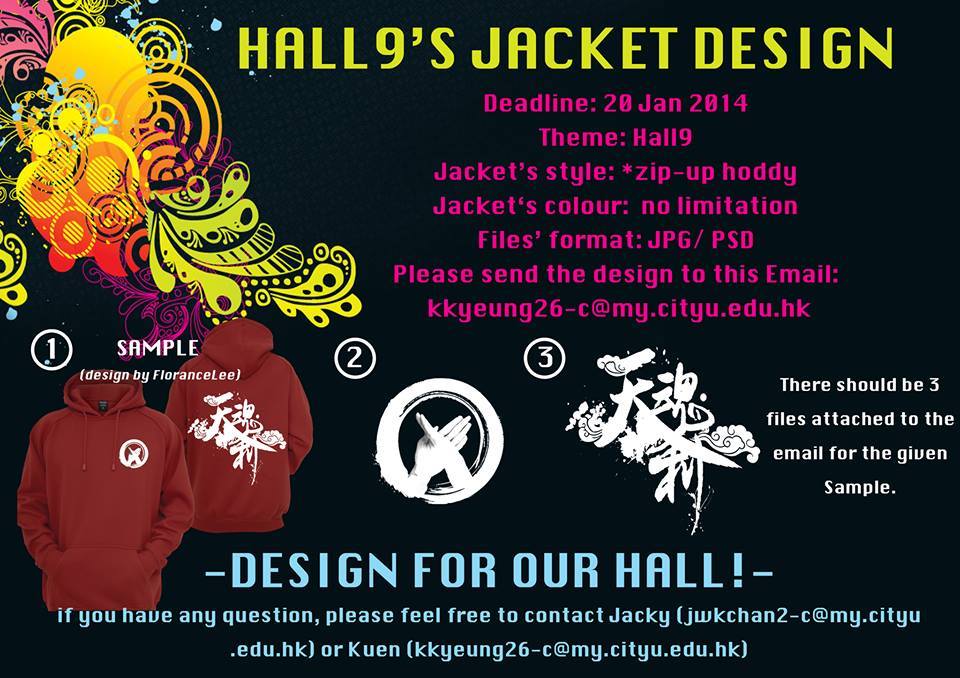 HALL9'S JACKET DESIGN
Deadline: 20 Jan 2014
Theme: Hall9
Jacket's style: *zip-up hoddy
Jacket's colour: no limitation
Files' format: JPG/ PSD
Please send the design to this Email:
kkyeung26-c@my.cityu.edu.hk
1
SAMPLE
(design by FloranceLee)
2
3
天魂
There should be 3
files attached to the
email for the given
Sample.
-DESIGN FOR OUR HALL!-
if you have any question, please feel free to contact Jacky (jwkchan2-c@my.cityu
.edu.hk) or Kuen (kkyeung26-c@my.cityu.edu.hk)